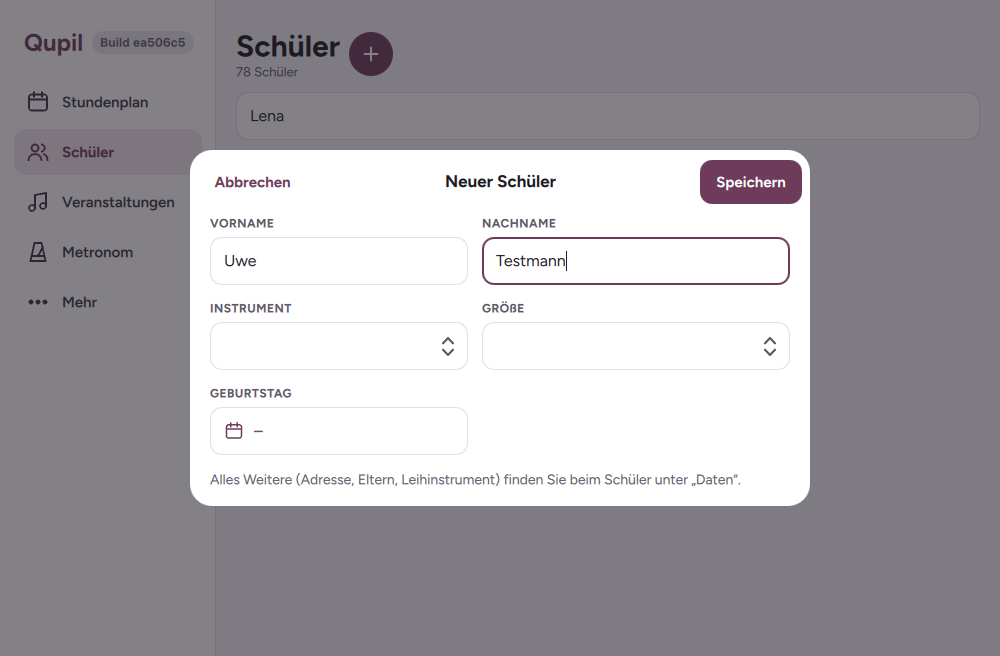 Qupil Build ea506c5
Stundenplan
Schüler
Veranstaltungen
Metronom
Mehr
Schüler
78 Schüler
Lena
Abbrechen Neuer Schüler Speichern
VORNAME NACHNAME
Uwe Testmann
INSTRUMENT GRÖßE
GEBURTSTAG
–
Alles Weitere (Adresse, Eltern, Leihinstrument) finden Sie beim Schüler unter „Daten“.